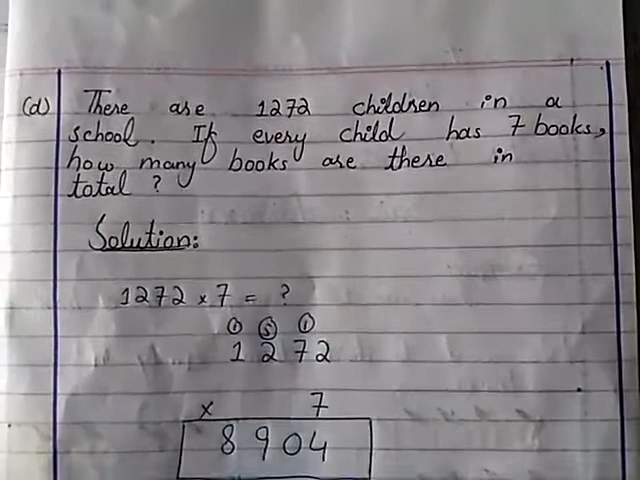 (d) There are 1272 children in a
school. If every child has 7 books,
how many books are there in
total ?
Solution:
1272 × 7 = ?
1 5 1
1 2 7 2
× 7
8 9 0 4